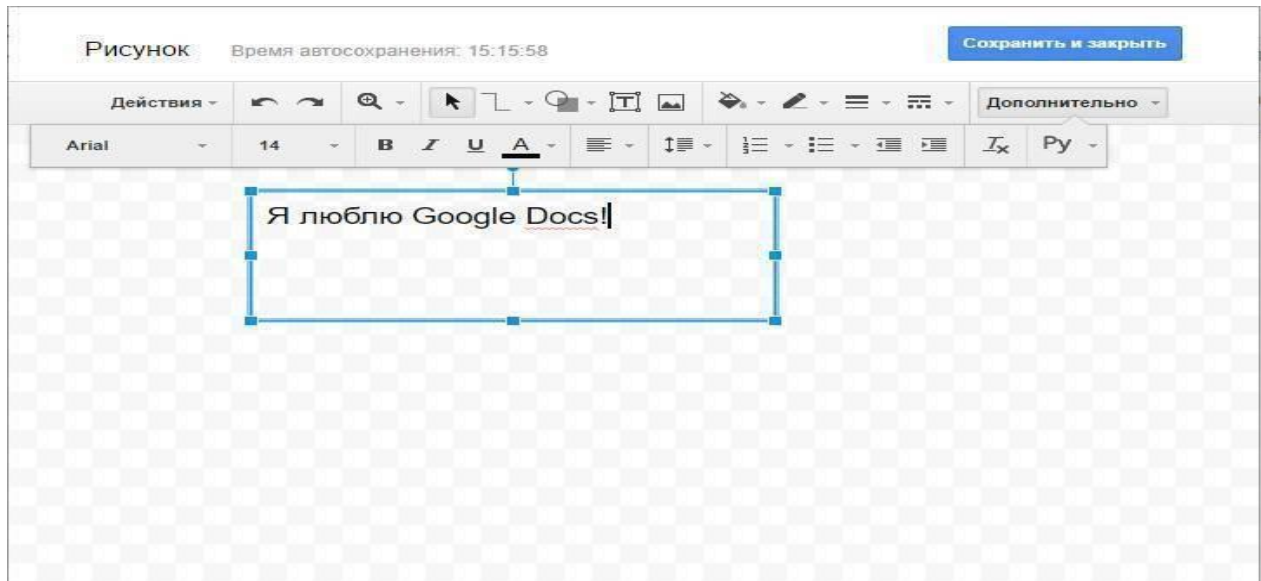 Рисунок Время автосохранения: 15:15:58 Сохранить и закрыть
Действия Дополнительно
Arial 14 B I U A Ру
Я люблю Google Docs!